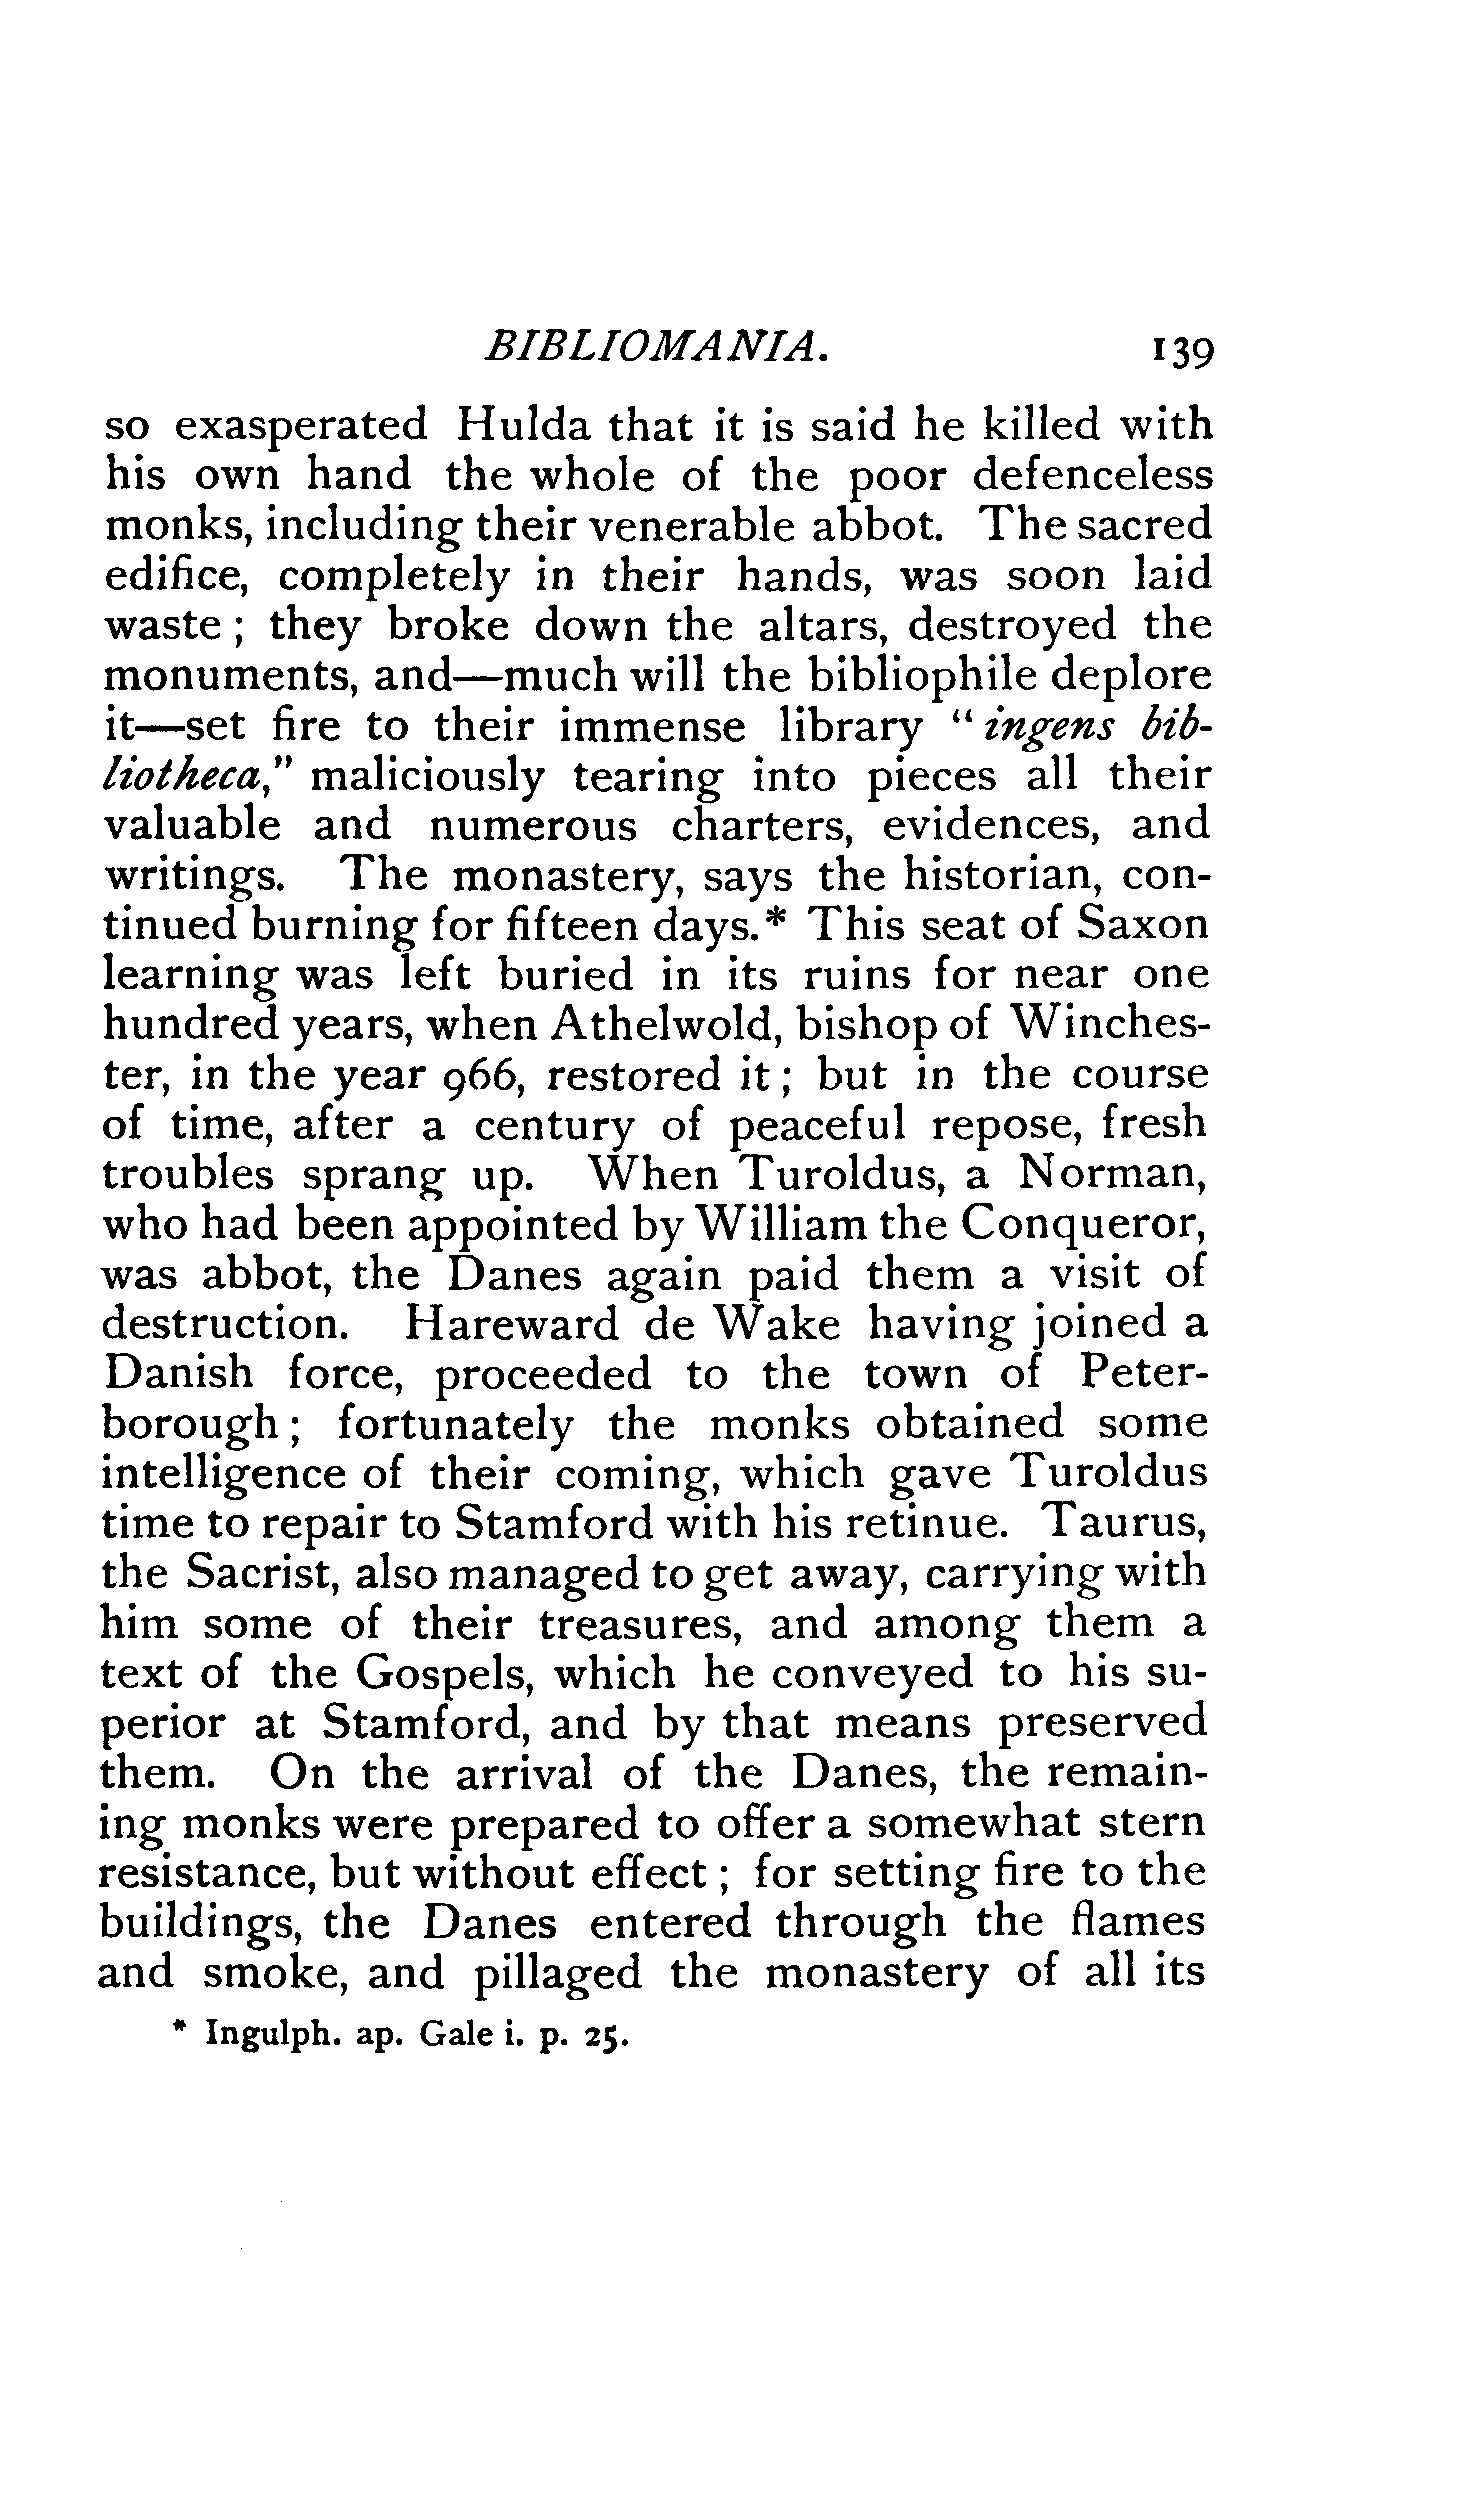 BIBLIOMANIA. 139
so exasperated Hulda that it is said he killed with
his own hand the whole of the poor defenceless
monks, including their venerable abbot. The sacred
edifice, completely in their hands, was soon laid
waste ; they broke down the altars, destroyed the
monuments, and—much will the bibliophile deplore
it—set fire to their immense library “ ingens bib-
liotheca,” maliciously tearing into pieces all their
valuable and numerous charters, evidences, and
writings. The monastery, says the historian, con-
tinued burning for fifteen days.* This seat of Saxon
learning was left buried in its ruins for near one
hundred years, when Athelwold, bishop of Winches-
ter, in the year 966, restored it ; but in the course
of time, after a century of peaceful repose, fresh
troubles sprang up. When Turoldus, a Norman,
who had been appointed by William the Conqueror,
was abbot, the Danes again paid them a visit of
destruction. Hareward de Wake having joined a
Danish force, proceeded to the town of Peter-
borough ; fortunately the monks obtained some
intelligence of their coming, which gave Turoldus
time to repair to Stamford with his retinue. Taurus,
the Sacrist, also managed to get away, carrying with
him some of their treasures, and among them a
text of the Gospels, which he conveyed to his su-
perior at Stamford, and by that means preserved
them. On the arrival of the Danes, the remain-
ing monks were prepared to offer a somewhat stern
resistance, but without effect ; for setting fire to the
buildings, the Danes entered through the flames
and smoke, and pillaged the monastery of all its
* Ingulph. ap. Gale i. p. 25.